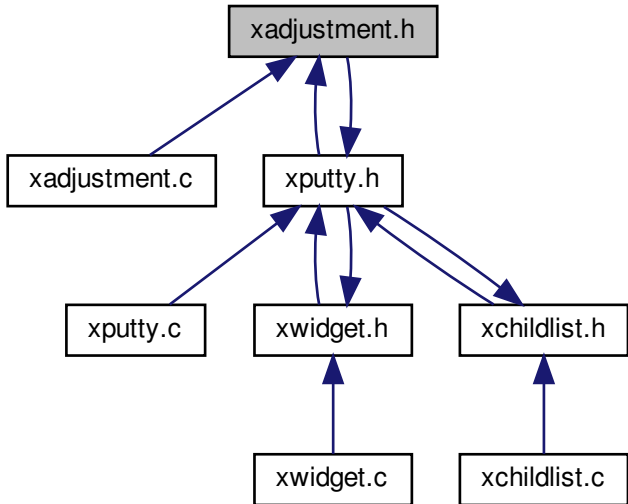 xadjustment.h
xadjustment.c
xputty.h
xputty.c
xwidget.h
xchildlist.h
xwidget.c
xchildlist.c